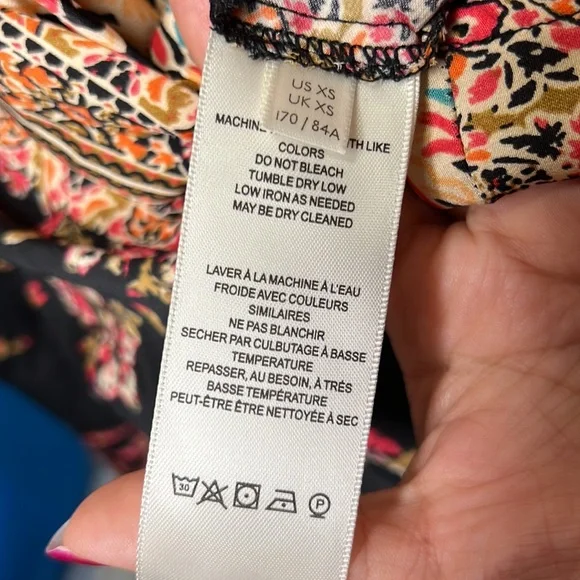 US XS
UK XS
170 / 84A
MACHINE TH LIKE
COLORS
DO NOT BLEACH
TUMBLE DRY LOW
LOW IRON AS NEEDED
MAY BE DRY CLEANED
LAVER À LA MACHINE À L'EAU
FROIDE AVEC COULEURS
SIMILAIRES
NE PAS BLANCHIR
SECHER PAR CULBUTAGE À BASSE
TEMPERATURE
REPASSER, AU BESOIN, À TRÈS
BASSE TEMPÉRATURE
PEUT-ÊTRE ÊTRE NETTOYÉE À SEC
30
P